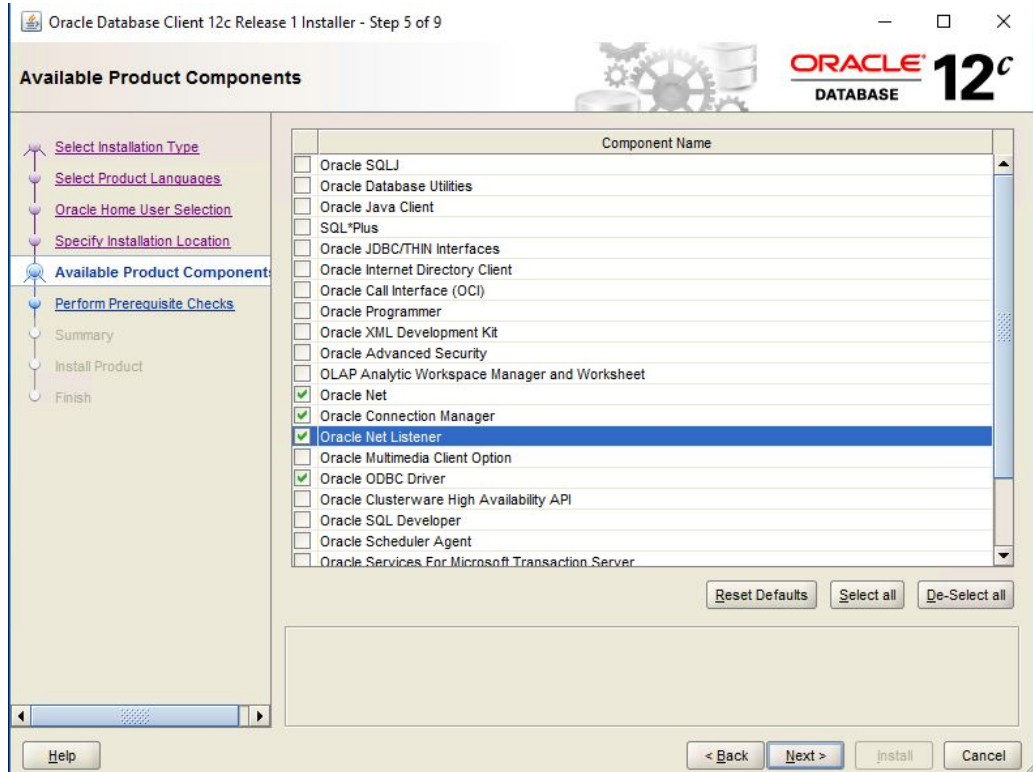 Oracle Database Client 12c Release 1 Installer - Step 5 of 9
Available Product Components
ORACLE
DATABASE
12c
Select Installation Type
Select Product Languages
Oracle Home User Selection
Specify Installation Location
Available Product Components
Perform Prerequisite Checks
Summary
Install Product
Finish
Component Name
Oracle SQLJ
Oracle Database Utilities
Oracle Java Client
SQL*Plus
Oracle JDBC/THIN Interfaces
Oracle Internet Directory Client
Oracle Call Interface (OCI)
Oracle Programmer
Oracle XML Development Kit
Oracle Advanced Security
OLAP Analytic Workspace Manager and Worksheet
Oracle Net
Oracle Connection Manager
Oracle Net Listener
Oracle Multimedia Client Option
Oracle ODBC Driver
Oracle Clusterware High Availability API
Oracle SQL Developer
Oracle Scheduler Agent
Oracle Services For Microsoft Transaction Server
Reset Defaults Select all De-Select all
Help < Back Next > Install Cancel